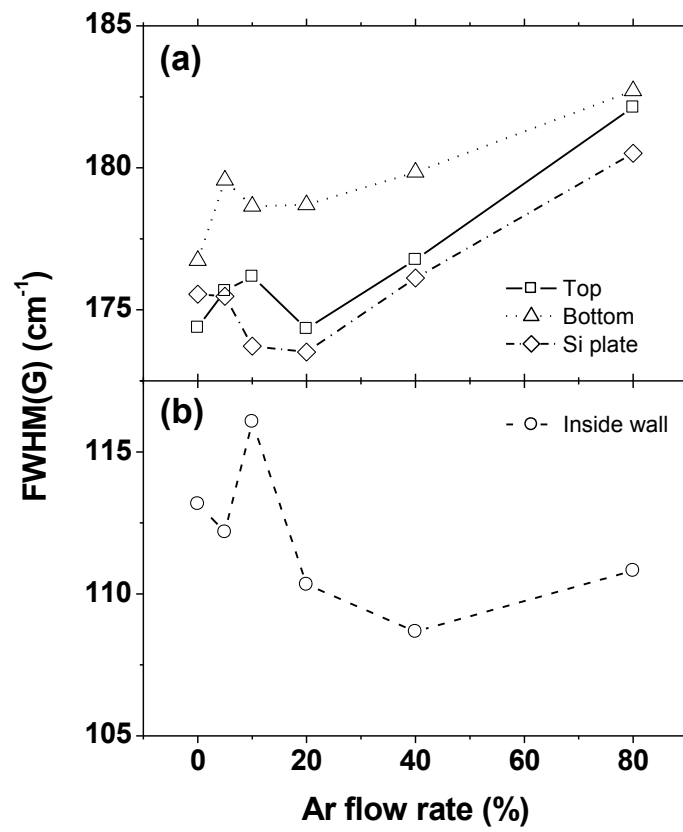 185
(a)
180
175
Top
Bottom
Si plate
FWHM(G) (cm⁻¹)
(b)
115
Inside wall
110
105
0 20 40 60 80
Ar flow rate (%)